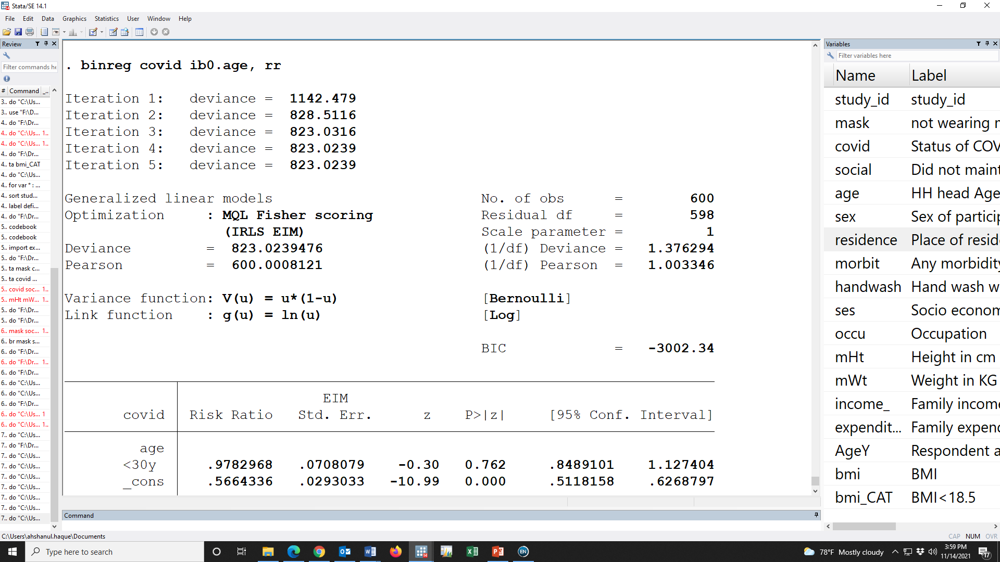 Stata/SE 14.1
File Edit Data Graphics Statistics User Window Help
Review
Filter commands he
# Command _..
3.. do "C:\Us...
3.. use "F:\D...
4.. do "F:\Dr...
4.. do "C:\Us... 1..
4.. do "C:\Us... 1..
4.. do "F:\Dr...
4.. ta bmi_CAT
4.. do "C:\Us...
4.. for var * : ...
4.. sort stud...
4.. label defi...
4.. do "F:\Dr...
5.. codebook
5.. codebook
5.. import ex...
5.. do "F:\Dr...
5.. ta mask c...
5.. ta covid ...
5.. covid soc... 1..
5.. mHt mW... 1..
5.. do "F:\Dr...
5.. do "F:\Dr...
6.. mask soc... 1..
6.. br mask s...
6.. do "F:\Dr...
6.. do "F:\Dr... 1..
6.. do "F:\Dr...
6.. do "C:\Us...
6.. do "C:\Us...
6.. do "F:\Dr...
6.. do "C:\Us... 1
6.. do "C:\Us... 1..
7.. do "C:\Us...
7.. do "F:\Dr...
7.. do "C:\Us...
7.. do "C:\Us...
7.. do "C:\Us...
7.. do "C:\Us...
7.. do "C:\Us...
7.. do "C:\Us...
7.. do "C:\Us...
. binreg covid ib0.age, rr
Iteration 1: deviance = 1142.479
Iteration 2: deviance = 828.5116
Iteration 3: deviance = 823.0316
Iteration 4: deviance = 823.0239
Iteration 5: deviance = 823.0239
Generalized linear models No. of obs = 600
Optimization : MQL Fisher scoring Residual df = 598
(IRLS EIM) Scale parameter = 1
Deviance = 823.0239476 (1/df) Deviance = 1.376294
Pearson = 600.0008121 (1/df) Pearson = 1.003346
Variance function: V(u) = u*(1-u) [Bernoulli]
Link function : g(u) = ln(u) [Log]
BIC = -3002.34
EIM
covid Risk Ratio Std. Err. z P>|z| [95% Conf. Interval]
age
<30y .9782968 .0708079 -0.30 0.762 .8489101 1.127404
_cons .5664336 .0293033 -10.99 0.000 .5118158 .6268797
Command
Variables
Filter variables here
Name Label
study_id study_id
mask not wearing
covid Status of COV
social Did not maint
age HH head Age
sex Sex of particip
residence Place of reside
morbit Any morbidity
handwash Hand wash w
ses Socio econom
occu Occupation
mHt Height in cm
mWt Weight in KG
income_ Family income
expendit... Family expend
AgeY Respondent a
bmi BMI
bmi_CAT BMI<18.5
C:\Users\ahshanul.haque\Documents
CAP NUM OVR
Type here to search
14
EN
78°F Mostly cloudy
3:59 PM
11/14/2021
17